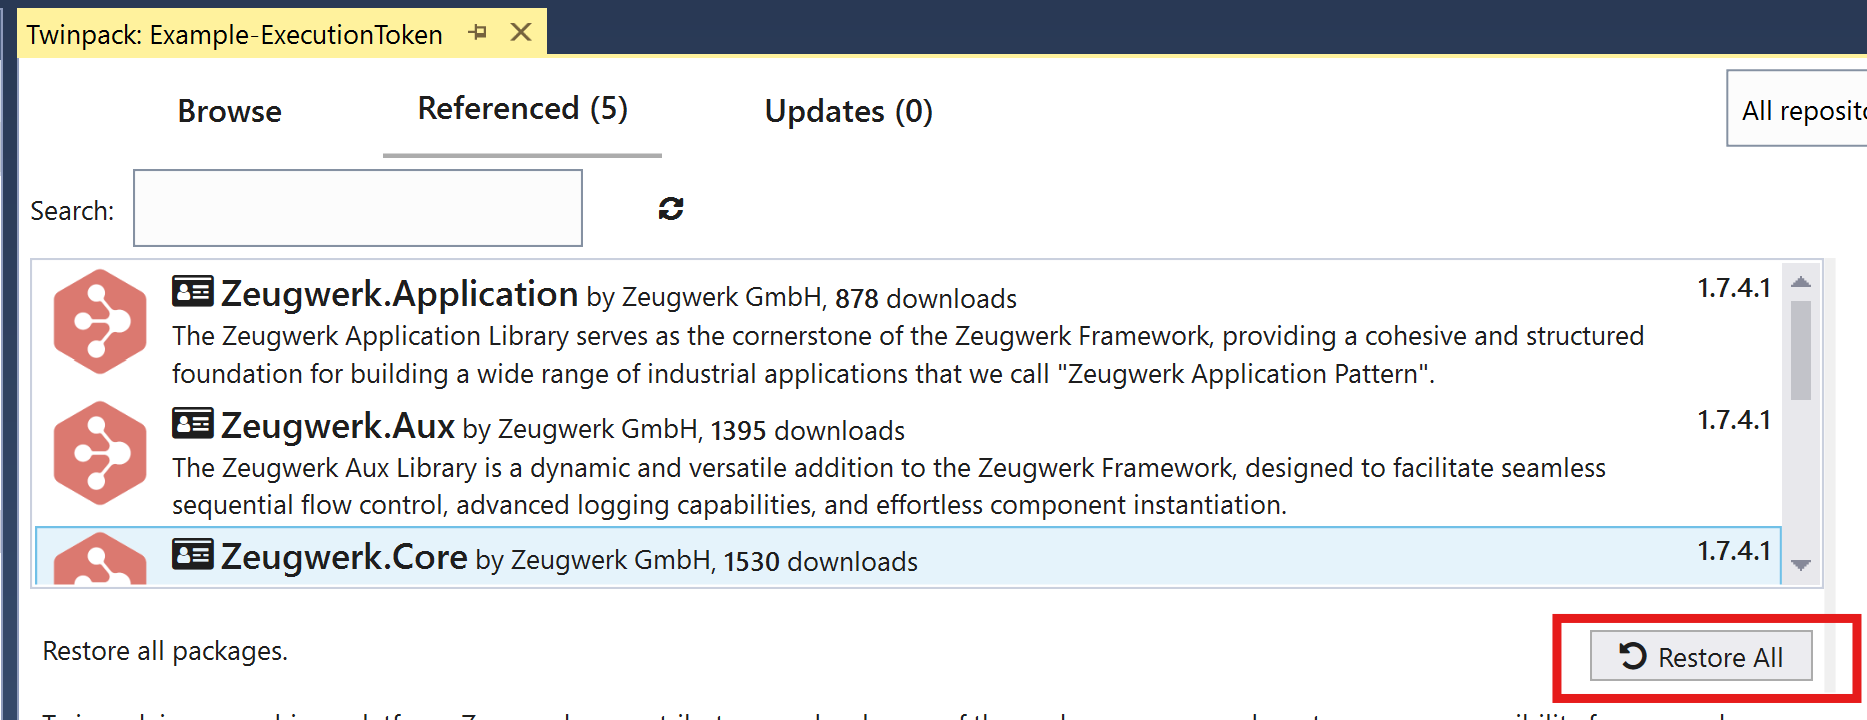 Twinpack: Example-ExecutionToken
Browse
Referenced (5)
Updates (0)
All
Search:
Zeugwerk.Application by Zeugwerk GmbH, 878 downloads
1.7.4.1
The Zeugwerk Application Library serves as the cornerstone of the Zeugwerk Framework, providing a cohesive and structured
foundation for building a wide range of industrial applications that we call "Zeugwerk Application Pattern".
Zeugwerk.Aux by Zeugwerk GmbH, 1395 downloads
1.7.4.1
The Zeugwerk Aux Library is a dynamic and versatile addition to the Zeugwerk Framework, designed to facilitate seamless
sequential flow control, advanced logging capabilities, and effortless component instantiation.
Zeugwerk.Core by Zeugwerk GmbH, 1530 downloads
1.7.4.1
Restore all packages.
Restore All